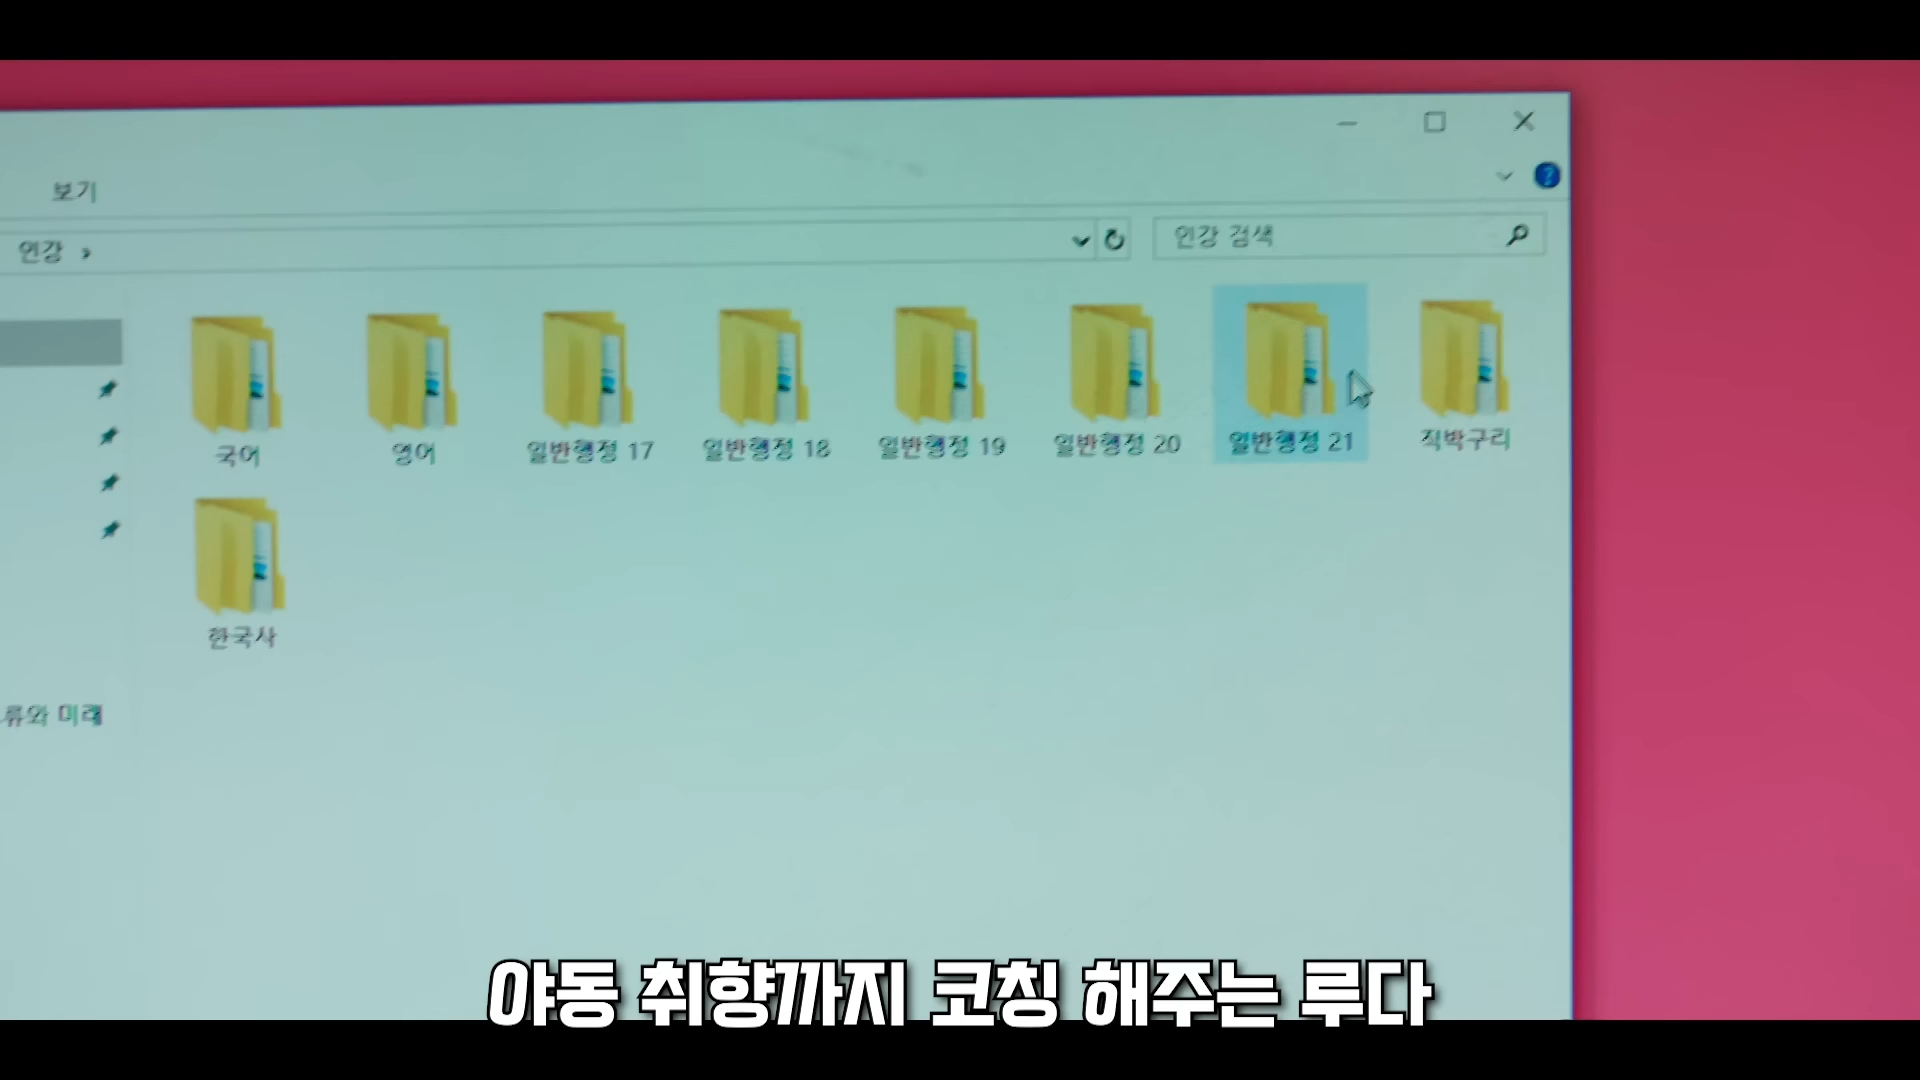 보기
인강 ›
인강 검색
국어
영어
일반행정 17
일반행정 18
일반행정 19
일반행정 20
일반행정 21
직박구리
한국사
류와 미래
야동 취향까지 코칭 해주는 루다